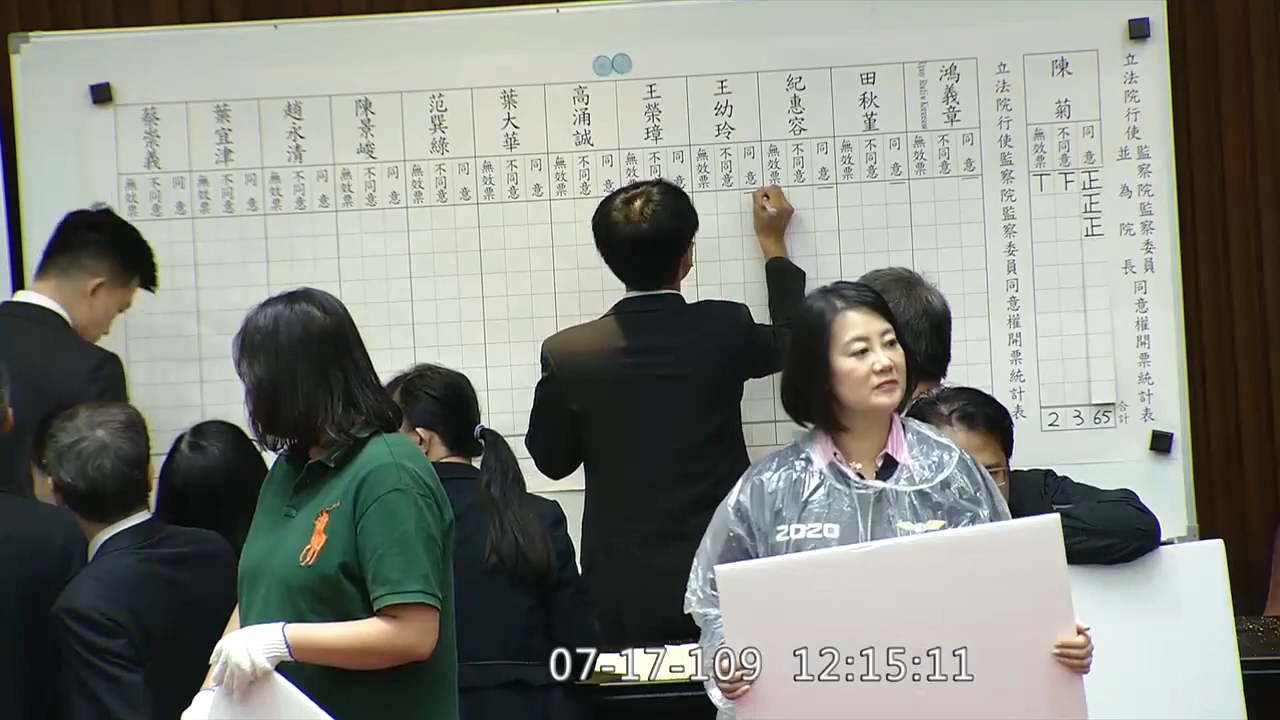 立法院行使監察院監察委員
並為院長同意權開票統計表
陳菊
同意 不同意 無效票
正正正 下 丅
合計
65 3 2
立法院行使監察院監察委員同意權開票統計表
鴻義章
同意 不同意 無效票
田秋堇
同意 不同意 無效票
紀惠容
同意 不同意 無效票
王幼玲
同意 不同意 無效票
王榮璋
同意 不同意 無效票
高涌誠
同意 不同意 無效票
葉大華
同意 不同意 無效票
范巽綠
同意 不同意 無效票
陳景峻
同意 不同意 無效票
趙永清
同意 不同意 無效票
葉宜津
同意 不同意 無效票
蔡崇義
同意 不同意 無效票
2020
07-17-109 12:15:11